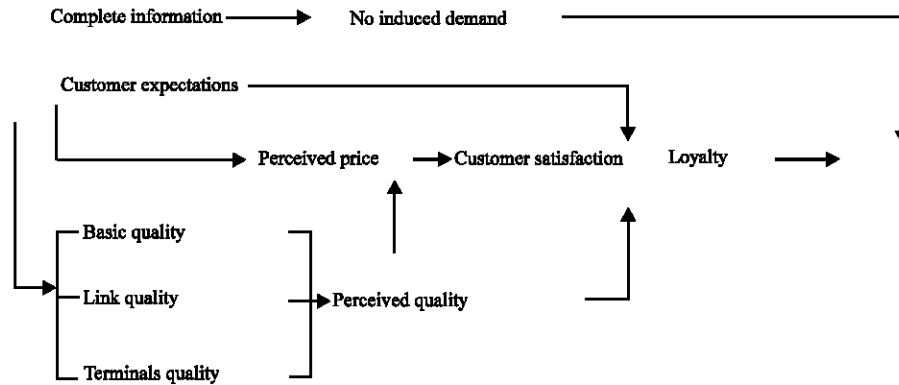 Complete information
No induced demand
Customer expectations
Perceived price
Customer satisfaction
Loyalty
Basic quality
Link quality
Perceived quality
Terminals quality